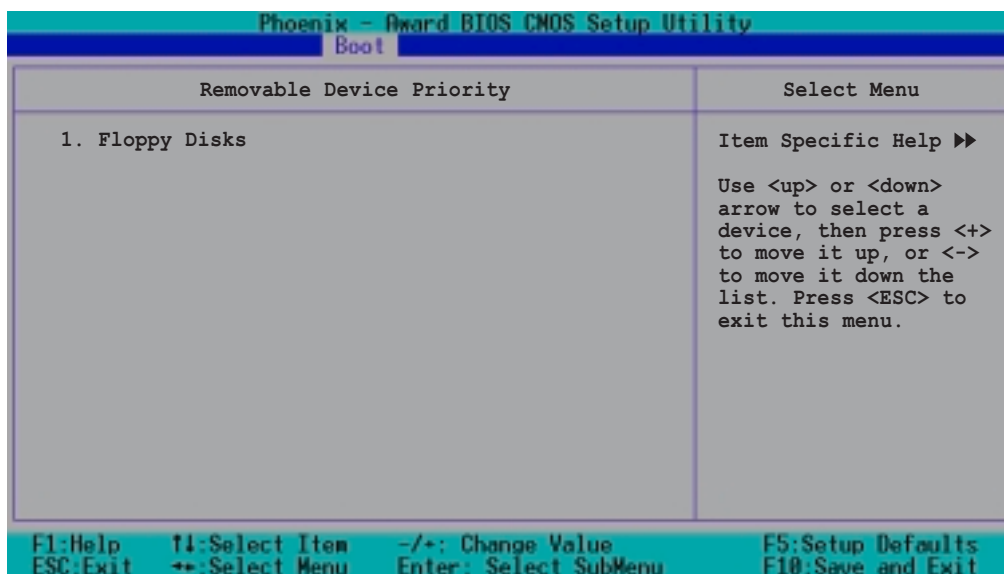 Phoenix - Award BIOS CMOS Setup Utility
Boot
Removable Device Priority
Select Menu
1. Floppy Disks
Item Specific Help ▶▶
Use <up> or <down>
arrow to select a
device, then press <+>
to move it up, or <->
to move it down the
list. Press <ESC> to
exit this menu.
F1:Help ↑↓:Select Item -/+: Change Value F5:Setup Defaults
ESC:Exit ←→:Select Menu Enter: Select SubMenu F10:Save and Exit